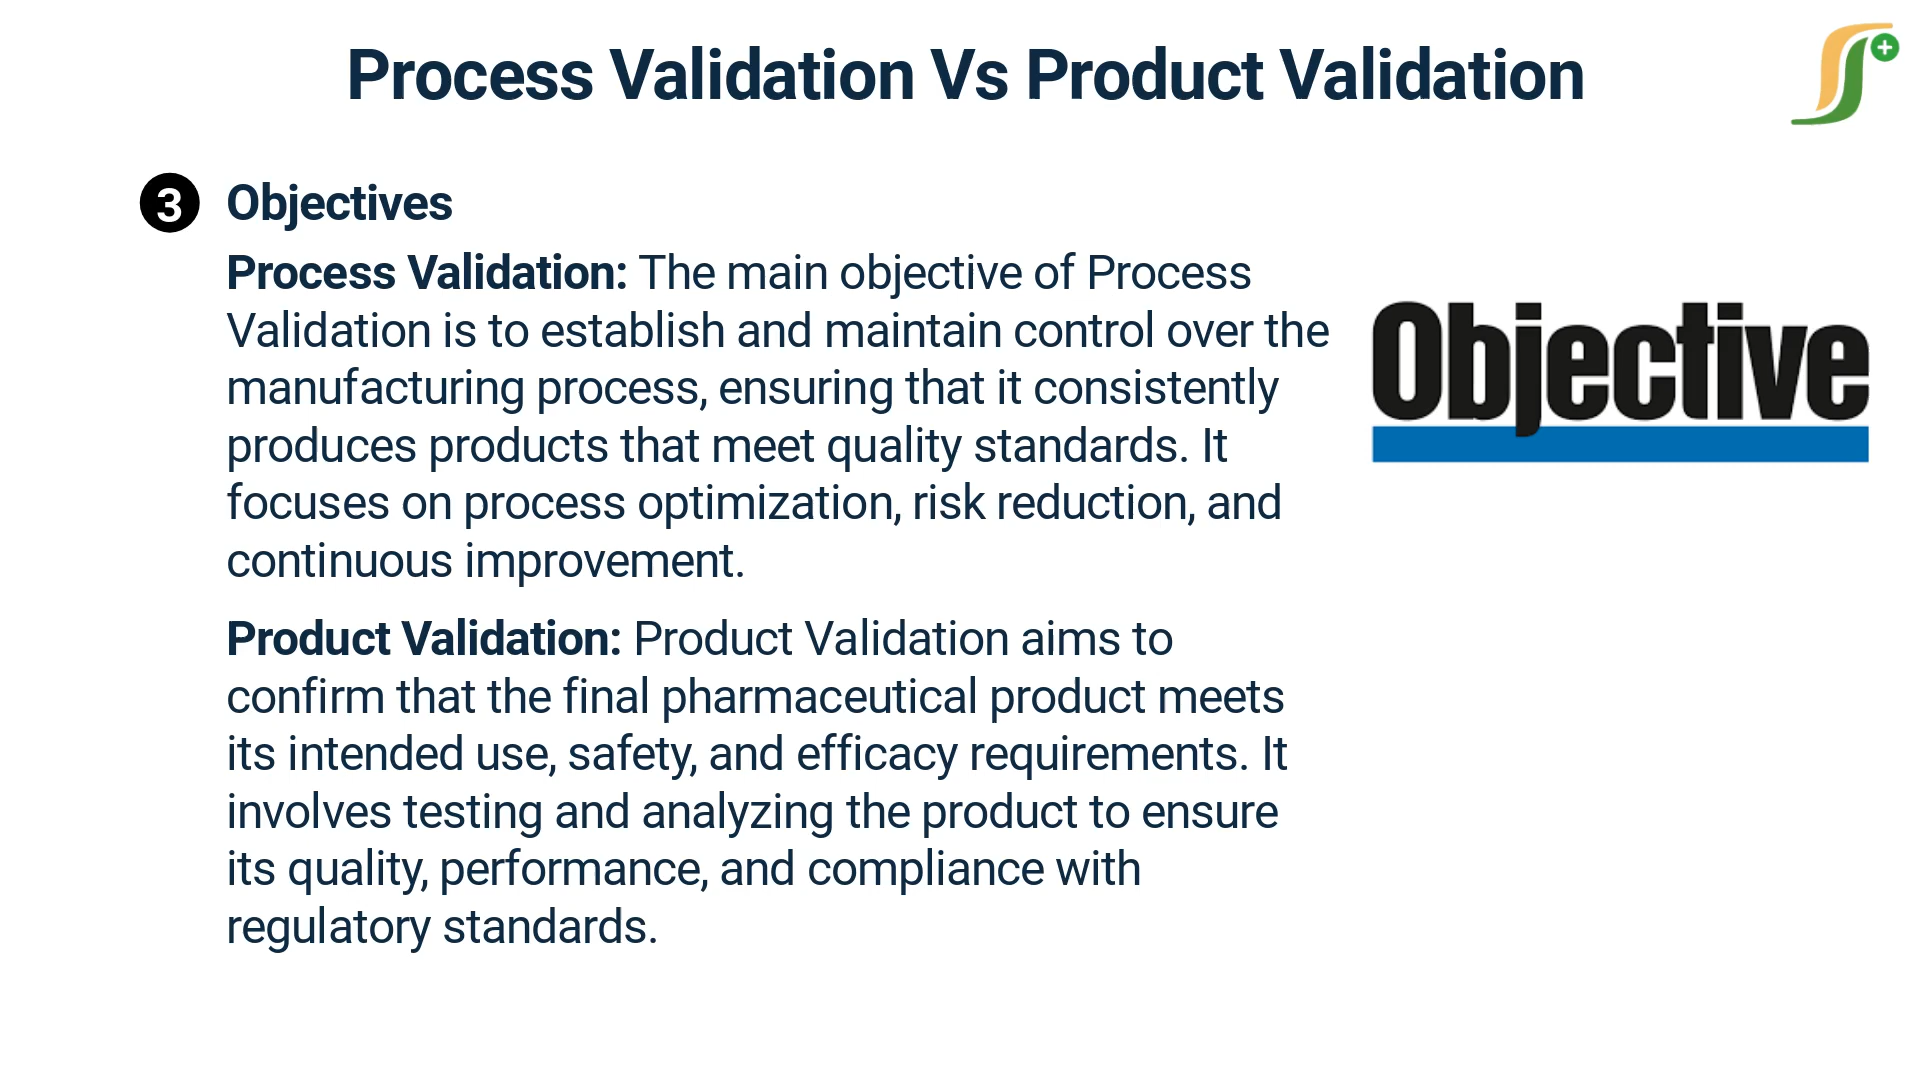 Process Validation Vs Product Validation
3 Objectives
Process Validation: The main objective of Process
Validation is to establish and maintain control over the
manufacturing process, ensuring that it consistently
produces products that meet quality standards. It
focuses on process optimization, risk reduction, and
continuous improvement.
Objective
Product Validation: Product Validation aims to
confirm that the final pharmaceutical product meets
its intended use, safety, and efficacy requirements. It
involves testing and analyzing the product to ensure
its quality, performance, and compliance with
regulatory standards.